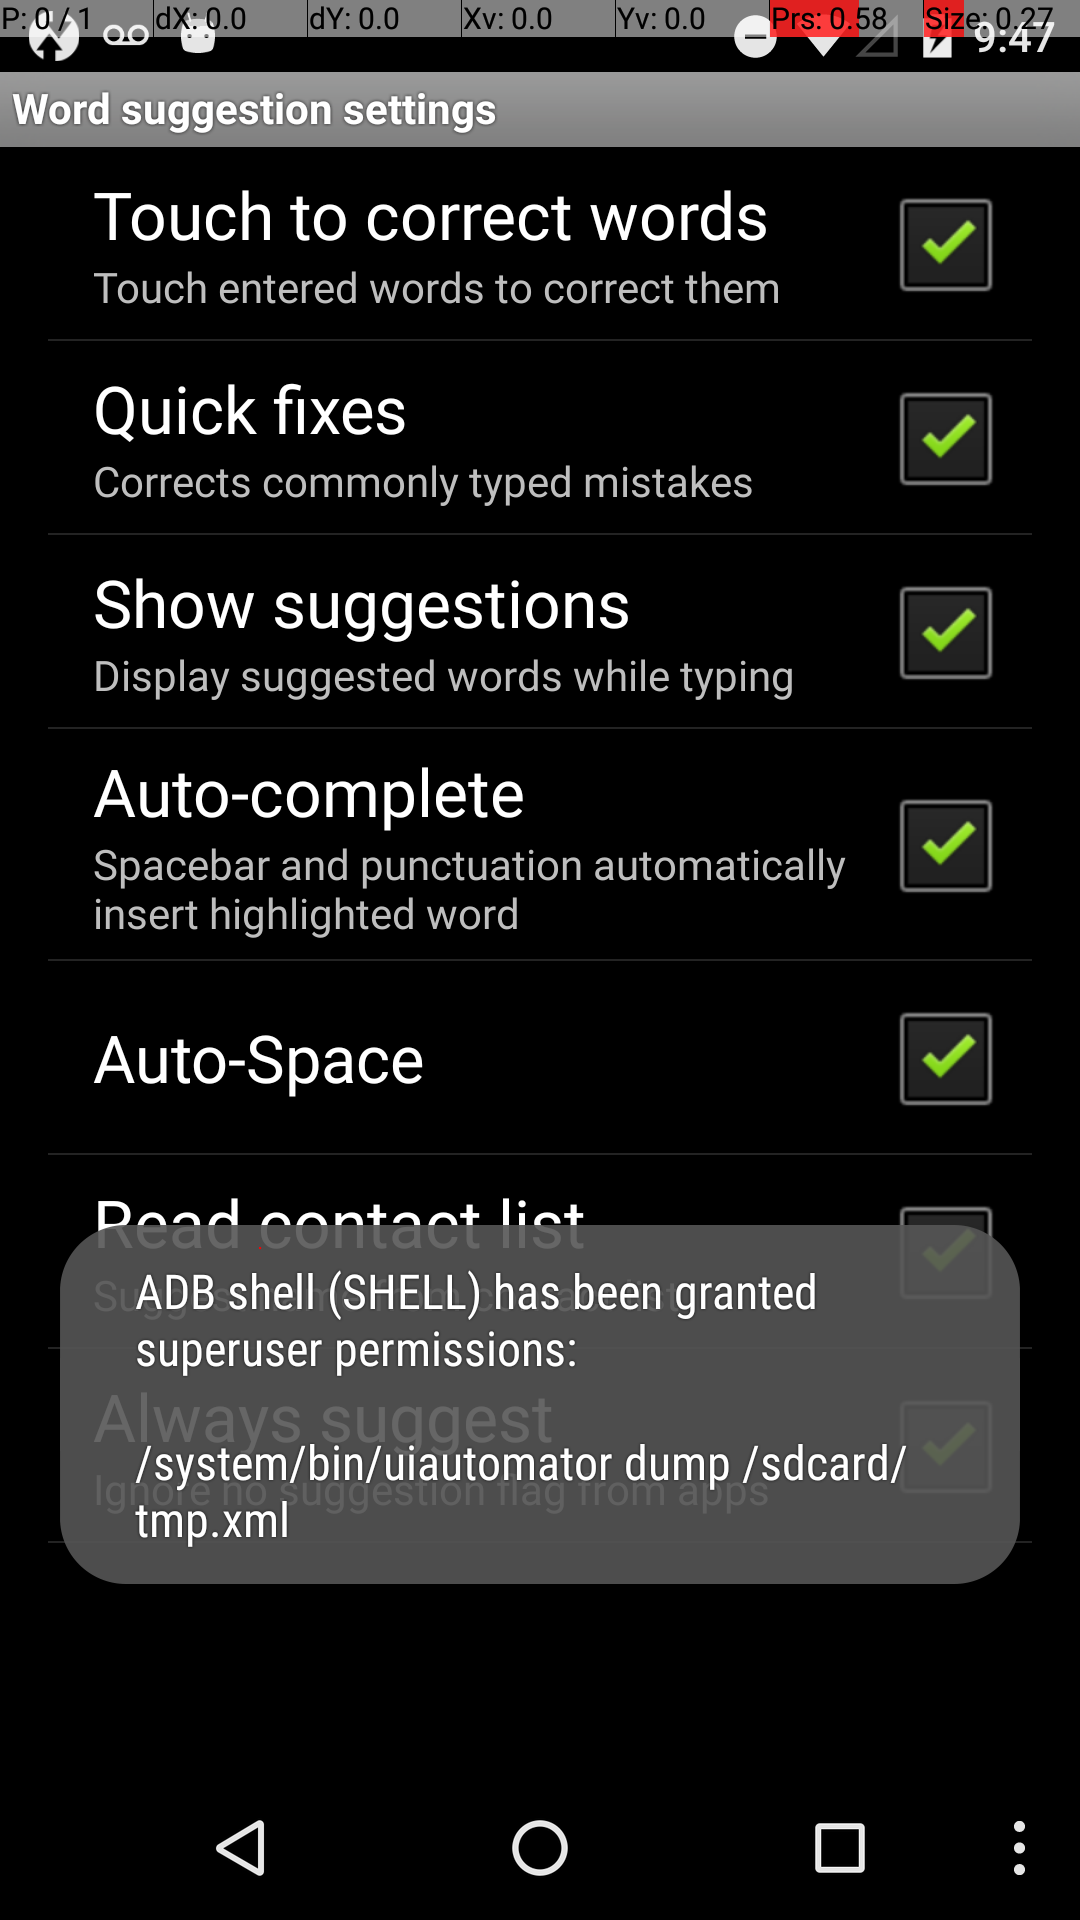 P: 0 / 1 dX: 0.0 dY: 0.0 Xv: 0.0 Yv: 0.0 Prs: 0.58 Size: 0.27
9:47
Word suggestion settings
Touch to correct words
Touch entered words to correct them
Quick fixes
Corrects commonly typed mistakes
Show suggestions
Display suggested words while typing
Auto-complete
Spacebar and punctuation automatically
insert highlighted word
Auto-Space
Read contact list
ADB shell (SHELL) has been granted
superuser permissions:
Always suggest
/system/bin/uiautomator dump /sdcard/
Ignore no suggestion flag from apps
tmp.xml